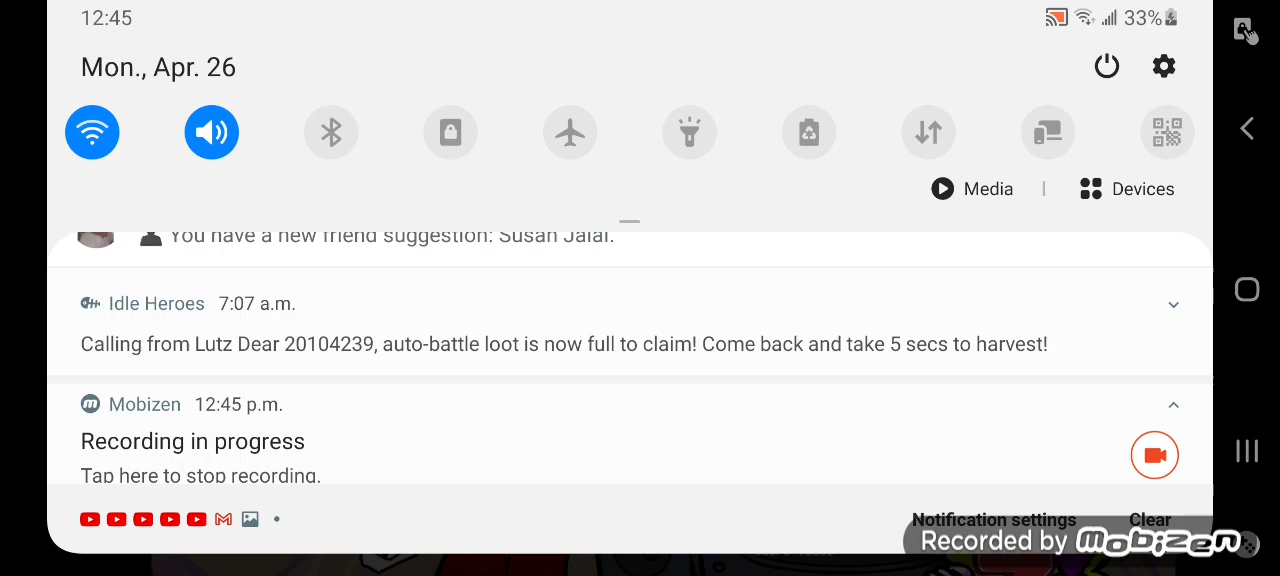 12:45
33%
Mon., Apr. 26
Media | Devices
You have a new friend suggestion: Susan Jalal.
Idle Heroes 7:07 a.m.
Calling from Lutz Dear 20104239, auto-battle loot is now full to claim! Come back and take 5 secs to harvest!
Mobizen 12:45 p.m.
Recording in progress
Tap here to stop recording.
Notification settings Clear
Recorded by mobizen